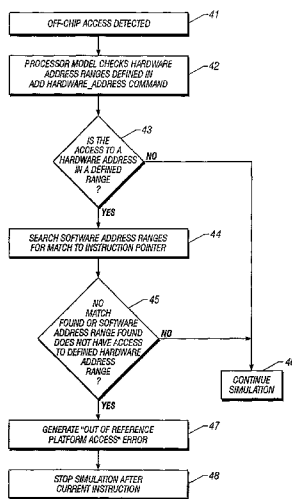 41
OFF-CHIP ACCESS DETECTED
42
PROCESSOR MODEL CHECKS HARDWARE
ADDRESS RANGES DEFINED IN
ADD HARDWARE_ADDRESS COMMAND
43
IS THE
ACCESS TO A
HARDWARE ADDRESS
IN A DEFINED
RANGE
?
NO
YES
44
SEARCH SOFTWARE ADDRESS RANGES
FOR MATCH TO INSTRUCTION POINTER
45
NO
MATCH
FOUND OR SOFTWARE
ADDRESS RANGE FOUND
DOES NOT HAVE ACCESS
TO DEFINED HARDWARE
ADDRESS
RANGE
?
NO
YES
CONTINUE
SIMULATION
47
GENERATE "OUT OF REFERENCE
PLATFORM ACCESS" ERROR
48
STOP SIMULATION AFTER
CURRENT INSTRUCTION